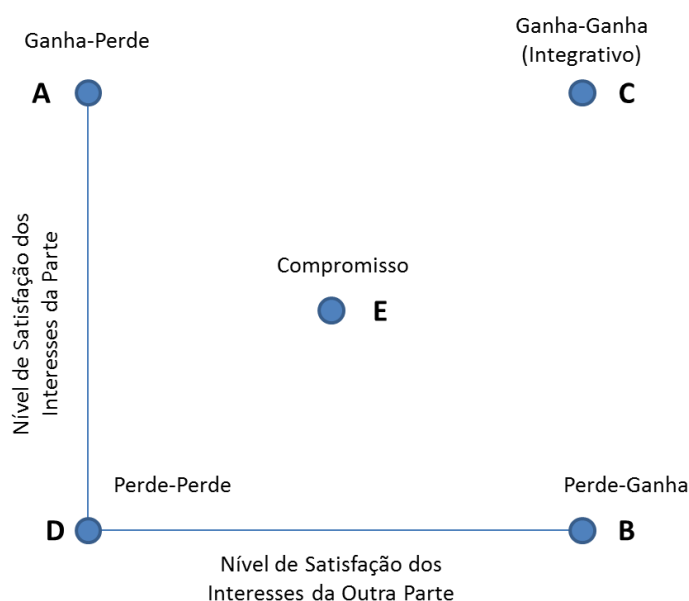 Ganha-Perde
Ganha-Ganha
(Integrativo)
A
C
Nível de Satisfação dos
Interesses da Parte
Compromisso
E
Perde-Perde
Perde-Ganha
D
B
Nível de Satisfação dos
Interesses da Outra Parte